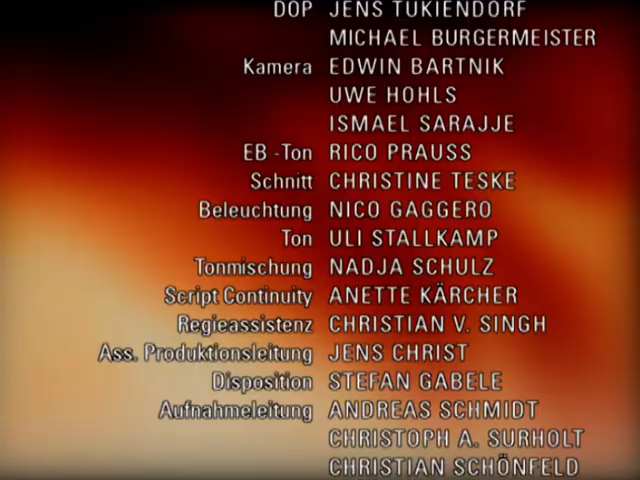 DOP JENS TUKIENDORF
MICHAEL BURGERMEISTER
Kamera EDWIN BARTNIK
UWE HOHLS
ISMAEL SARAJJE
EB -Ton RICO PRAUSS
Schnitt CHRISTINE TESKE
Beleuchtung NICO GAGGERO
Ton ULI STALLKAMP
Tonmischung NADJA SCHULZ
Script Continuity ANETTE KÄRCHER
Regieassistenz CHRISTIAN V. SINGH
Ass. Produktionsleitung JENS CHRIST
Disposition STEFAN GABELE
Aufnahmeleitung ANDREAS SCHMIDT
CHRISTOPH A. SURHOLT
CHRISTIAN SCHÖNFELD